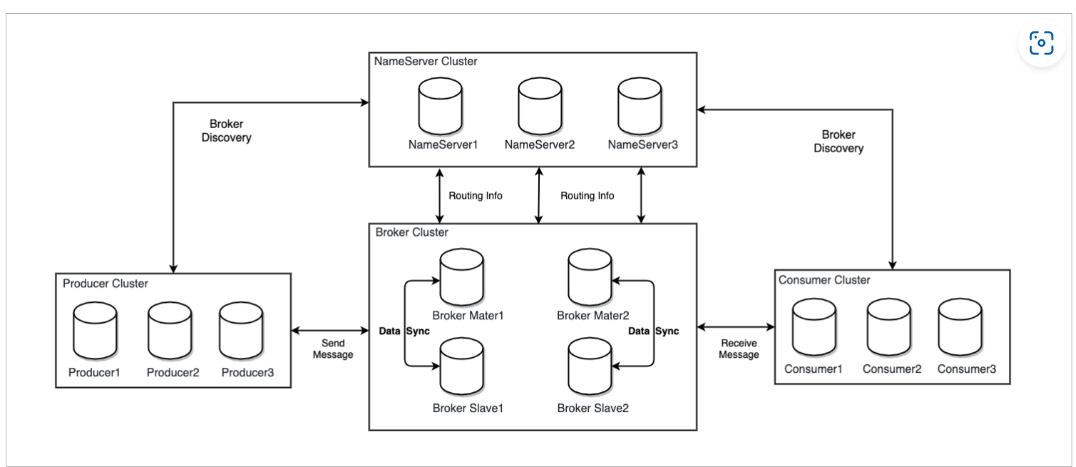 NameServer Cluster
NameServer1
NameServer2
NameServer3
Broker
Discovery
Broker
Discovery
Routing Info
Routing Info
Broker Cluster
Broker Mater1
Broker Mater2
Data Sync
Data Sync
Broker Slave1
Broker Slave2
Producer Cluster
Producer1
Producer2
Producer3
Send
Message
Receive
Message
Consumer Cluster
Consumer1
Consumer2
Consumer3